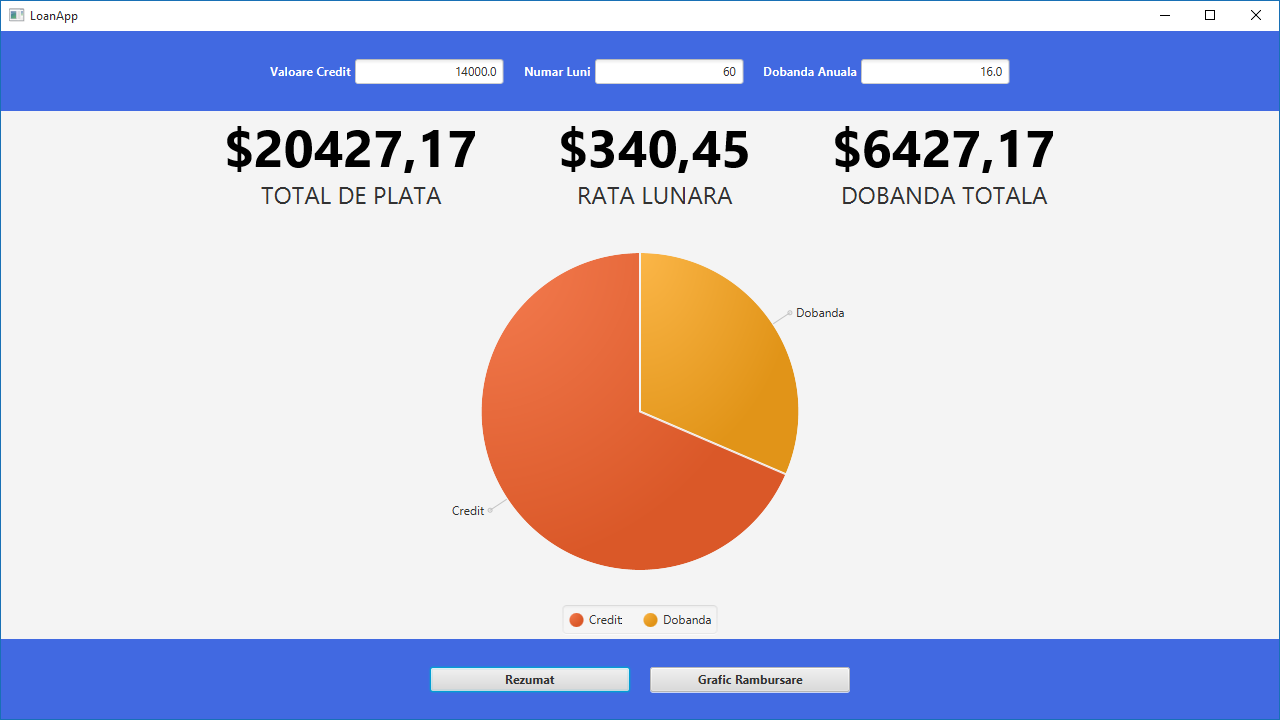 LoanApp
Valoare Credit 14000.0 Numar Luni 60 Dobanda Anuala 16.0
$20427,17 $340,45 $6427,17
TOTAL DE PLATA RATA LUNARA DOBANDA TOTALA
Dobanda
Credit
Credit Dobanda
Rezumat Grafic Rambursare